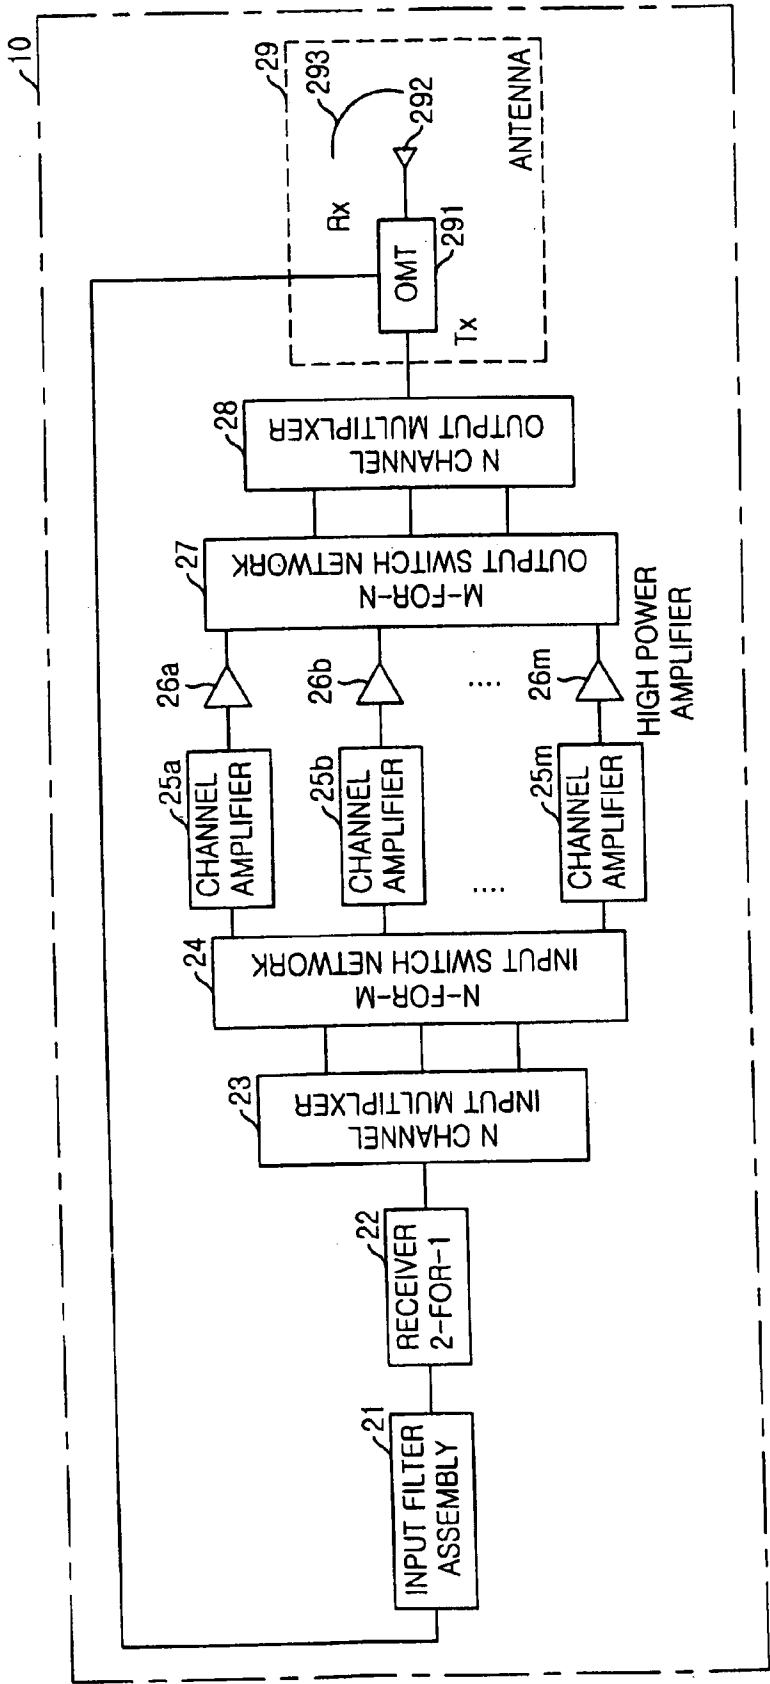 10
29
293
292
Rx
OMT
291
Tx
ANTENNA
28
N CHANNEL
OUTPUT MULTIPLXER
27
M-FOR-N
OUTPUT SWITCH NETWORK
26a
26b
....
26m
HIGH POWER
AMPLIFIER
25a
CHANNEL
AMPLIFIER
25b
CHANNEL
AMPLIFIER
....
25m
CHANNEL
AMPLIFIER
24
N-FOR-M
INPUT SWITCH NETWORK
23
N CHANNEL
INPUT MULTIPLXER
22
RECEIVER
2-FOR-1
21
INPUT FILTER
ASSEMBLY